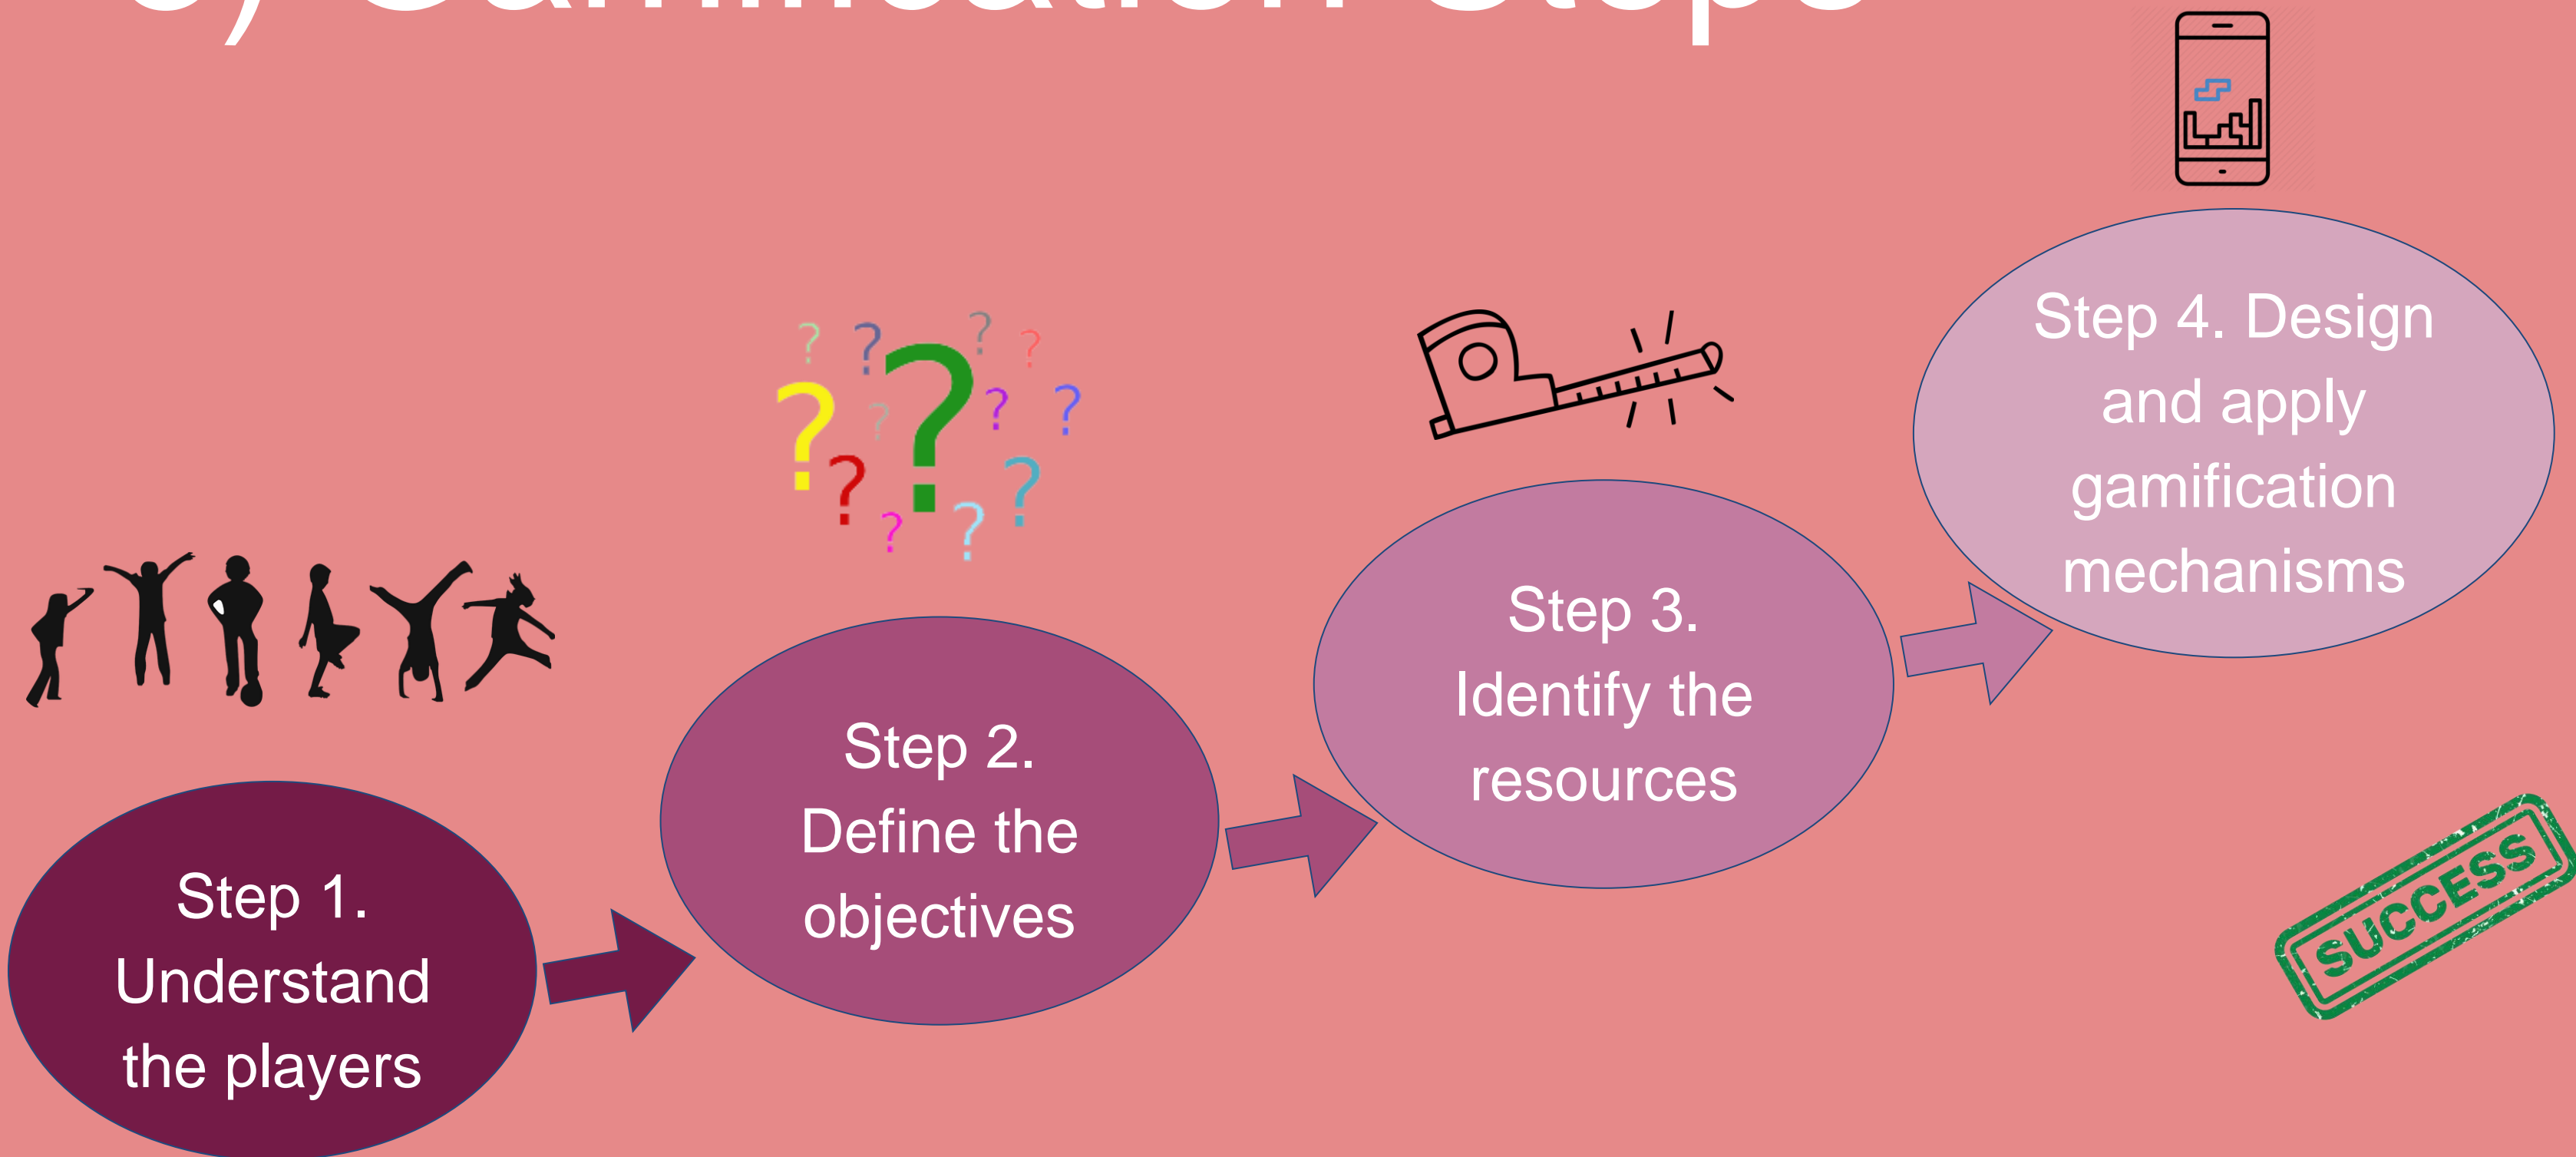 Step 1.
Understand
the players
Step 2.
Define the
objectives
Step 3.
Identify the
resources
Step 4. Design
and apply
gamification
mechanisms
SUCCESS